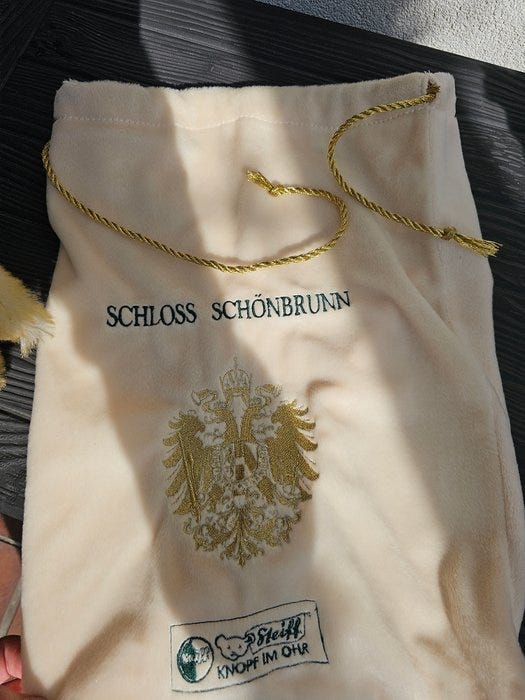 SCHLOSS SCHÖNBRUNN
Steiff
KNOPF IM OHR